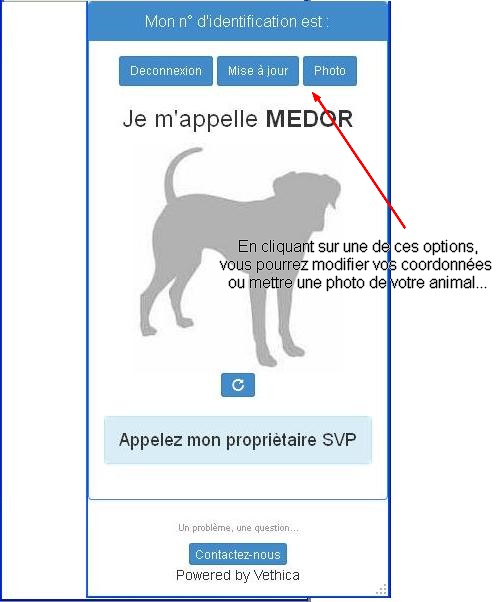 Mon n° d'identification est :
Deconnexion Mise à jour Photo
Je m'appelle MEDOR
En cliquant sur une de ces options,
vous pourrez modifier vos coordonnées
ou mettre une photo de votre animal...
Appelez mon propriètaire SVP
Un problème, une question...
Contactez-nous
Powered by Vethica